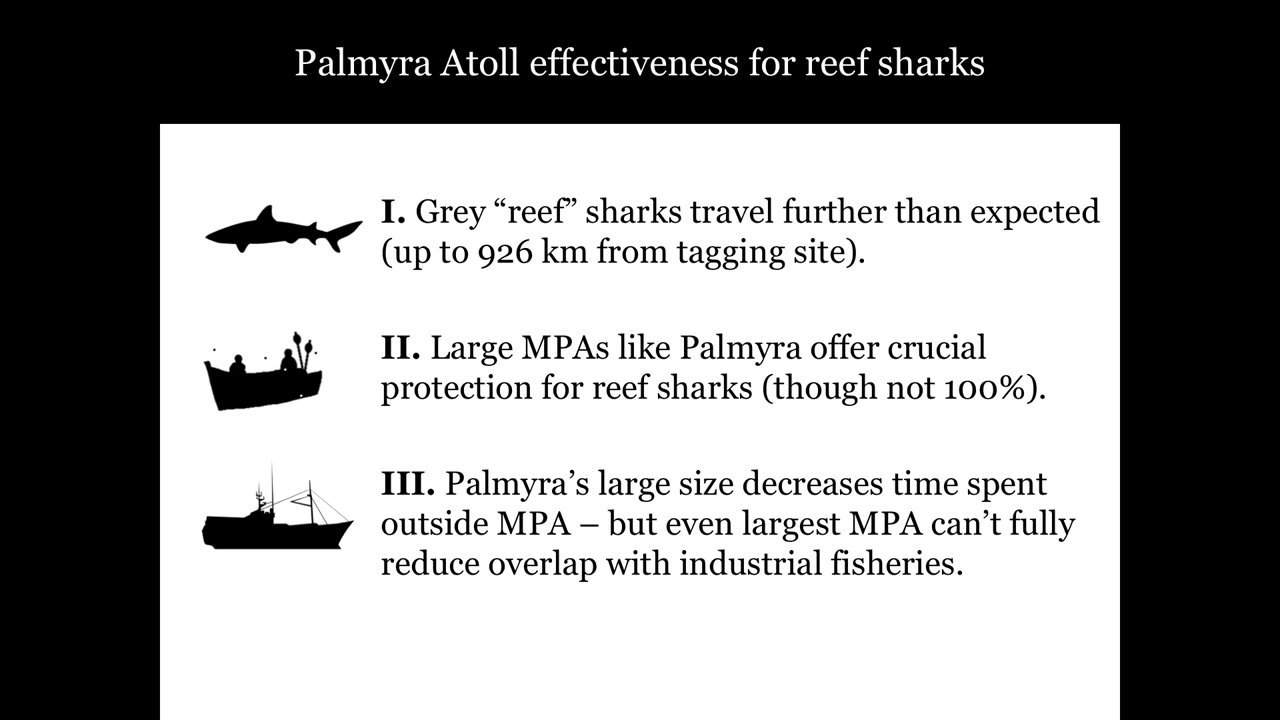 Palmyra Atoll effectiveness for reef sharks
I. Grey “reef” sharks travel further than expected
(up to 926 km from tagging site).
II. Large MPAs like Palmyra offer crucial
protection for reef sharks (though not 100%).
III. Palmyra’s large size decreases time spent
outside MPA – but even largest MPA can’t fully
reduce overlap with industrial fisheries.